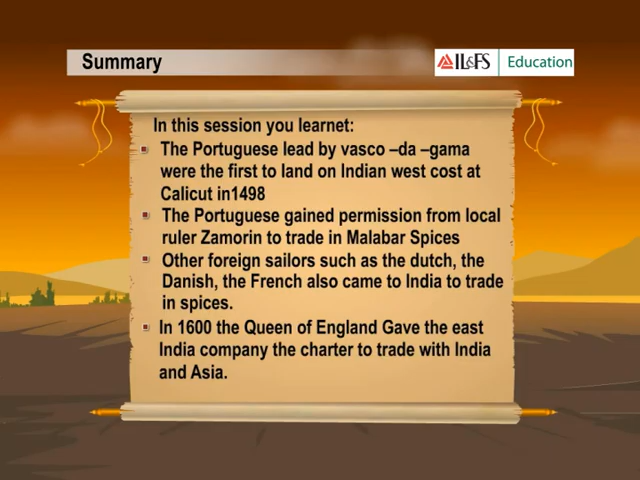 Summary
IL&FS Education
In this session you learnet:
The Portuguese lead by vasco –da –gama
were the first to land on Indian west cost at
Calicut in1498
The Portuguese gained permission from local
ruler Zamorin to trade in Malabar Spices
Other foreign sailors such as the dutch, the
Danish, the French also came to India to trade
in spices.
In 1600 the Queen of England Gave the east
India company the charter to trade with India
and Asia.